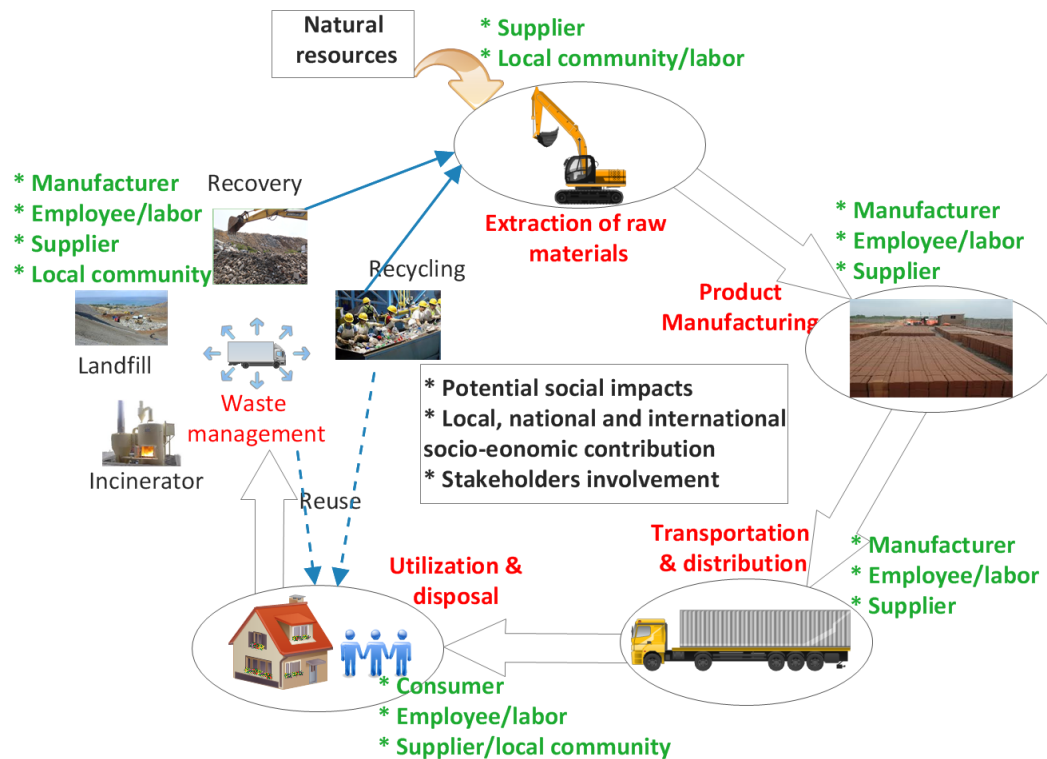 Natural
resources
* Supplier
* Local community/labor
Extraction of raw
materials
* Manufacturer
* Employee/labor
* Supplier
* Local community
Recovery
Recycling
Landfill
Waste
management
Incinerator
Reuse
* Manufacturer
* Employee/labor
* Supplier
Product
Manufacturing
* Potential social impacts
* Local, national and international
socio-eonomic contribution
* Stakeholders involvement
Transportation
& distribution
* Manufacturer
* Employee/labor
* Supplier
Utilization &
disposal
* Consumer
* Employee/labor
* Supplier/local community